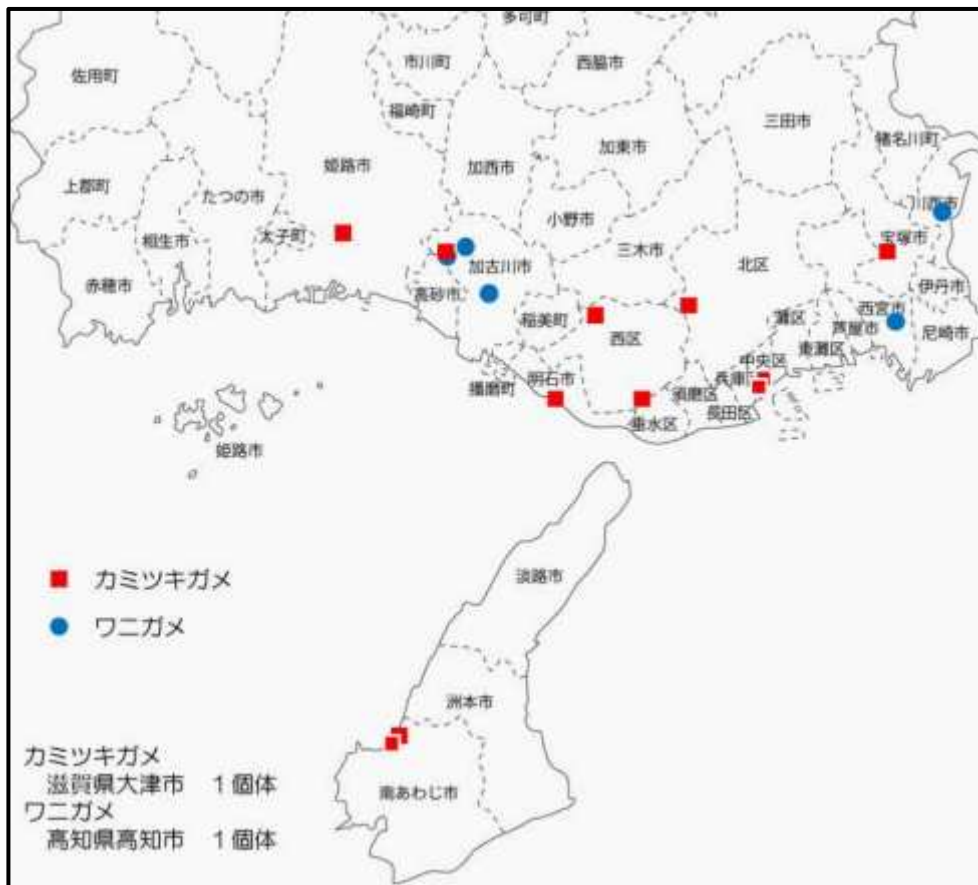 多可町
佐用町
市川町
西脇市
福崎町
三田市
猪名川町
姫路市
加西市
加東市
上郡町
たつの市
川西市
小野市
相生市
太子町
三木市
宝塚市
加古川市
北区
赤穂市
高砂市
伊丹市
稲美町
西宮市
灘区
西区
芦屋市
尼崎市
東灘区
中央区
播磨町
明石市
兵庫
須磨区
長田区
垂水区
姫路市
カミツキガメ
淡路市
ワニガメ
洲本市
カミツキガメ
滋賀県大津市 1個体
南あわじ市
ワニガメ
高知県高知市 1個体